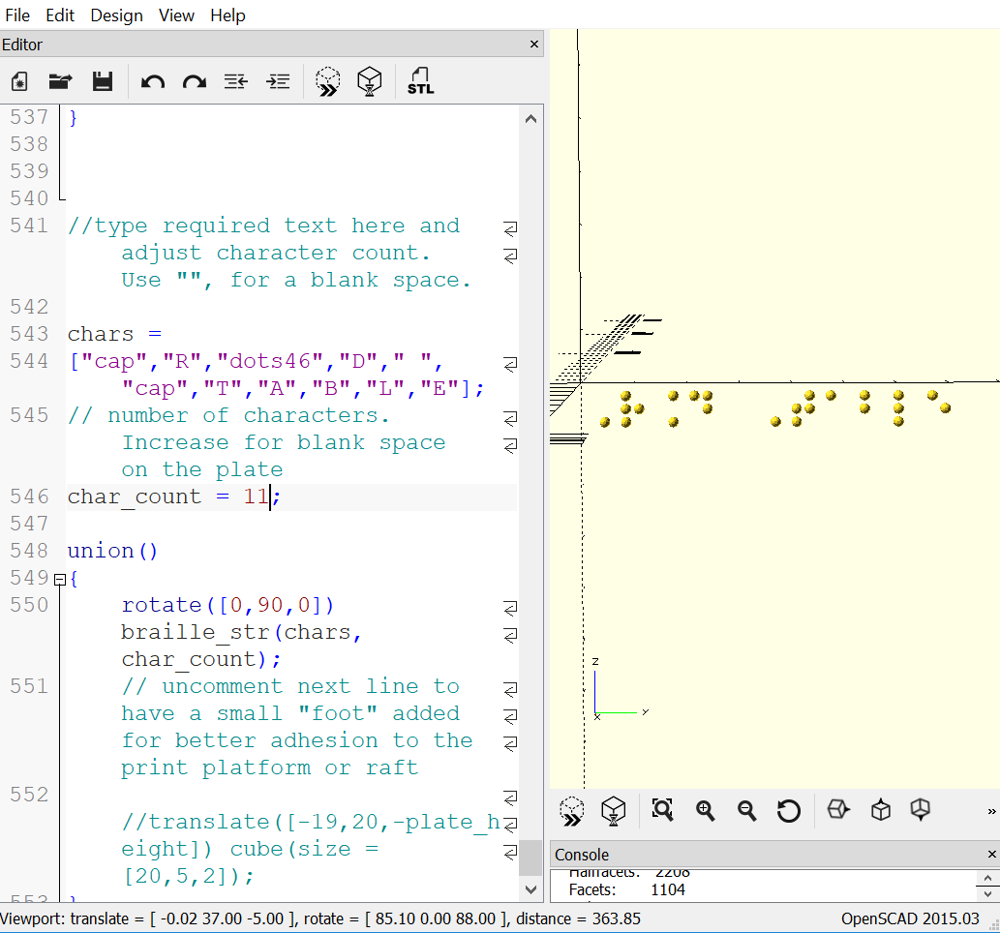 File Edit Design View Help
Editor ×
STL
537 }
538
539
540
541 //type required text here and
adjust character count.
Use "", for a blank space.
542
543 chars =
544 ["cap","R","dots46","D"," ",
"cap","T","A","B","L","E"];
545 // number of characters.
Increase for blank space
on the plate
546 char_count = 11;
547
548 union()
549 {
550 rotate([0,90,0])
braille_str(chars,
char_count);
551 // uncomment next line to
have a small "foot" added
for better adhesion to the
print platform or raft
552
//translate([-19,20,-plate_h
eight]) cube(size =
[20,5,2]);
553 }
z
y
x
»
Console ×
Halffacets: 2208
Facets: 1104
Viewport: translate = [ -0.02 37.00 -5.00 ], rotate = [ 85.10 0.00 88.00 ], distance = 363.85 OpenSCAD 2015.03